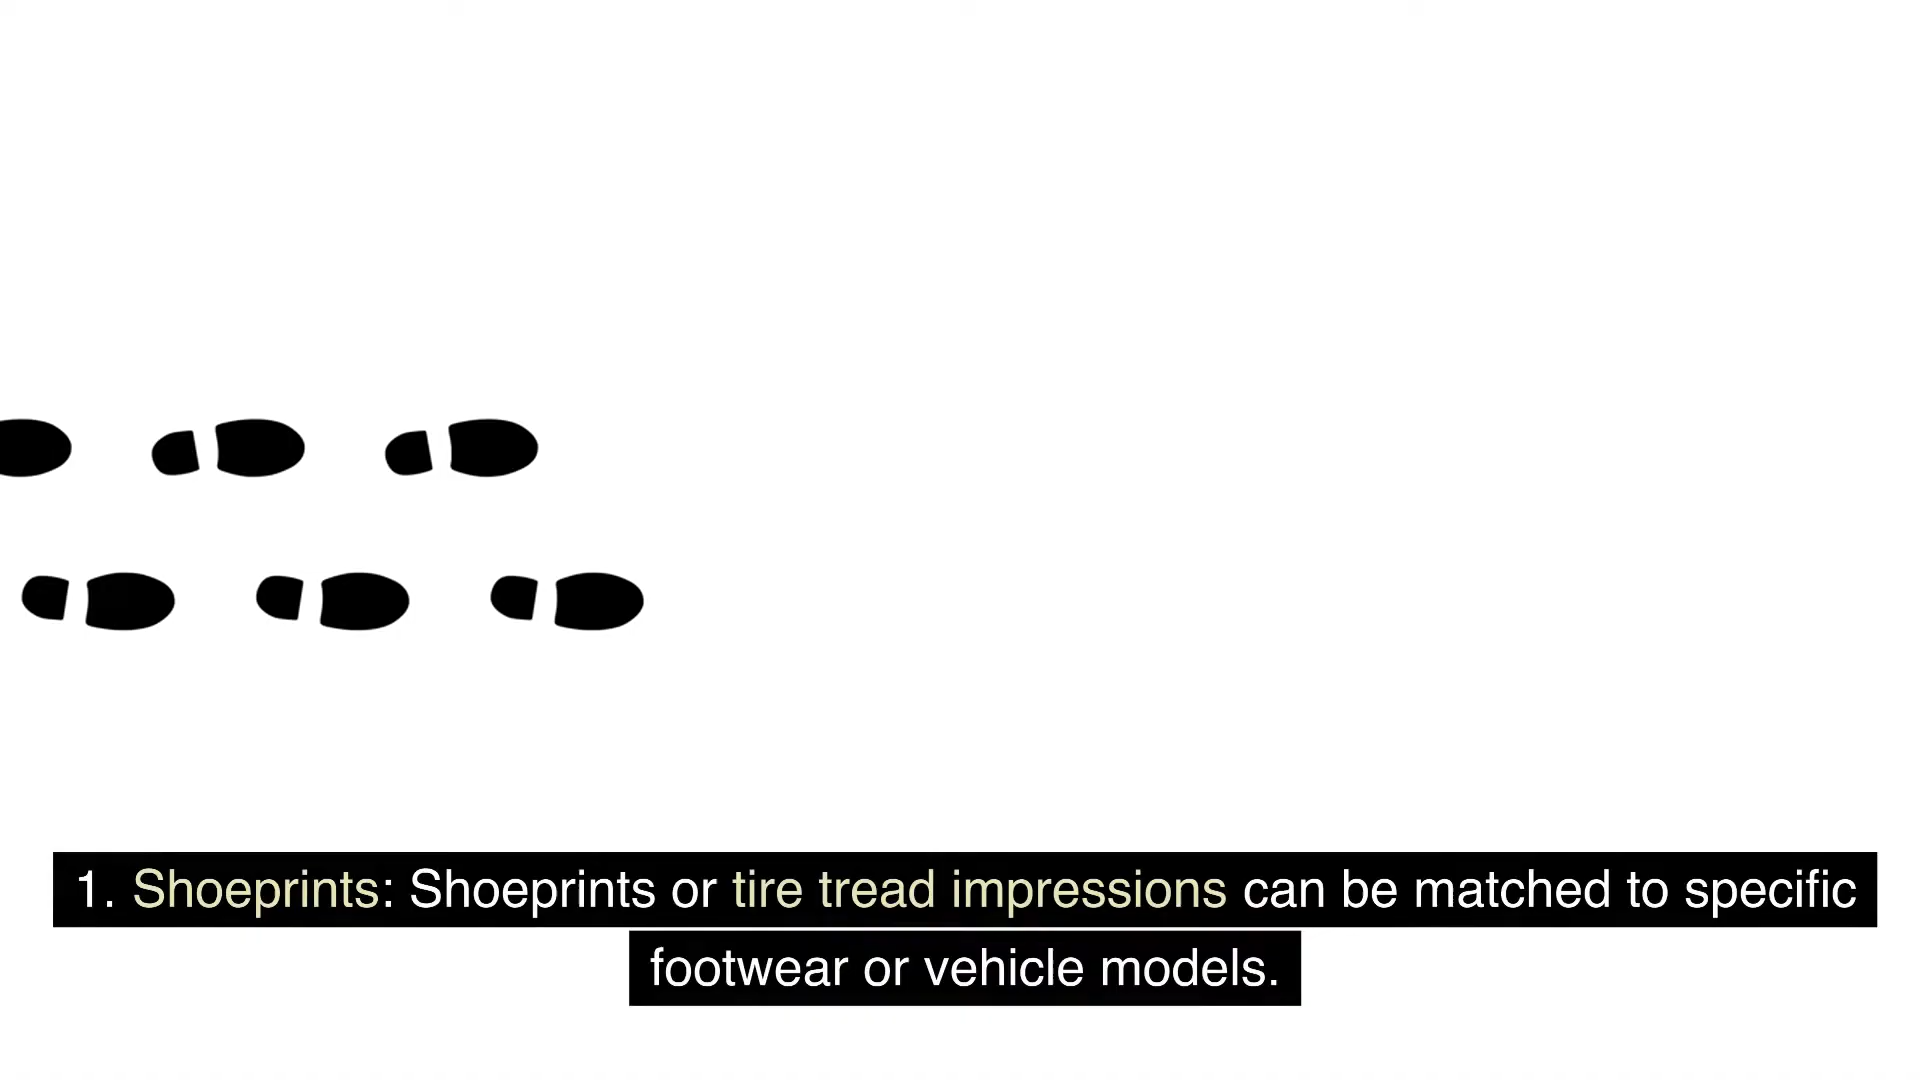 1. Shoeprints: Shoeprints or tire tread impressions can be matched to specific
footwear or vehicle models.